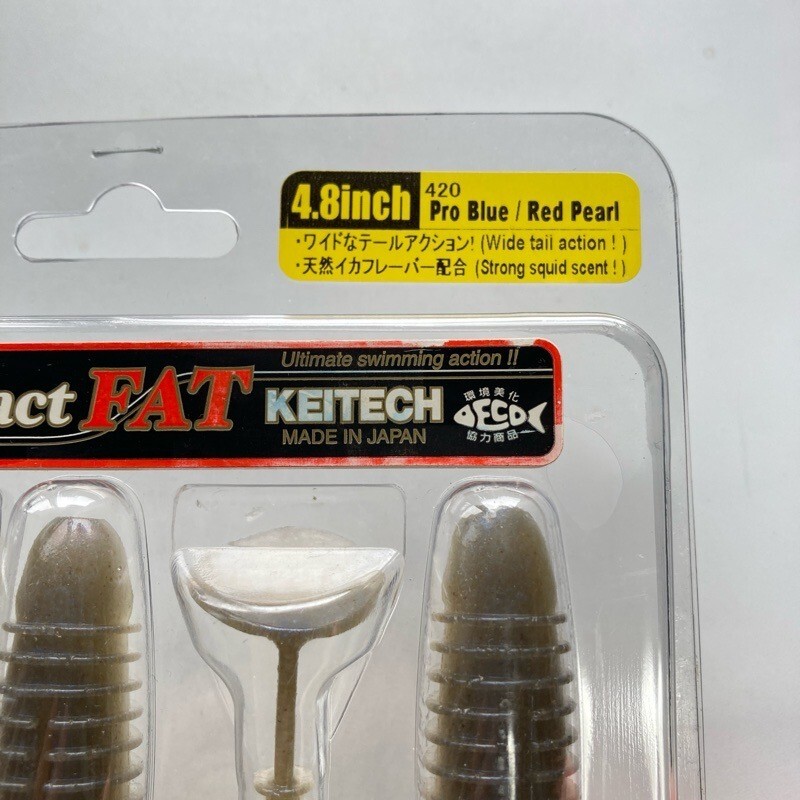 4.8inch
420
Pro Blue / Red Pearl
・ワイドなテールアクション! (Wide tail action ! )
・天然イカフレーバー配合 (Strong squid scent ! )
Ultimate swimming action !!
FAT
KEITECH
MADE IN JAPAN
環境美化
DECO
協力商品